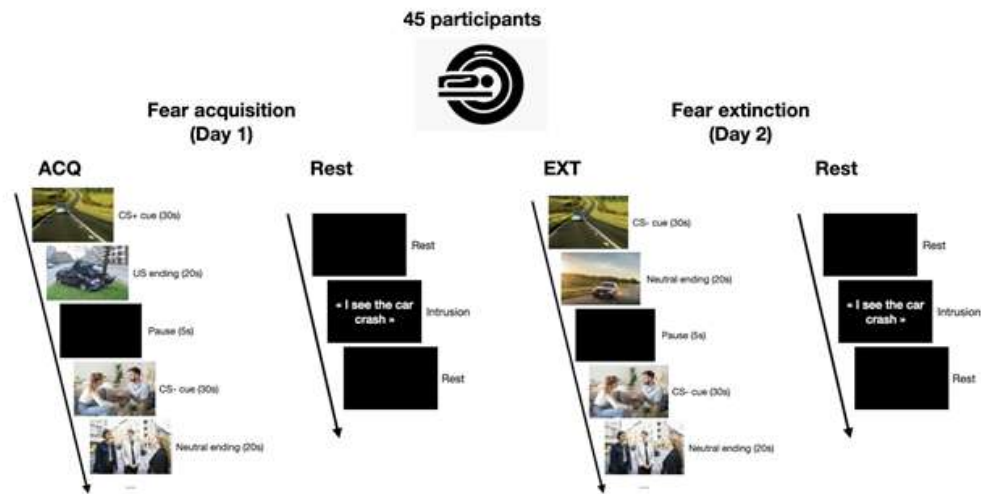 45 participants
Fear acquisition
(Day 1)
Fear extinction
(Day 2)
ACQ
CS+ cue (30s)
US ending (20s)
Pause (5s)
CS- cue (30s)
Neutral ending (20s)
...
Rest
Rest
« I see the car
crash »
Intrusion
Rest
EXT
CS- cue (30s)
Neutral ending (20s)
Pause (5s)
CS- cue (30s)
Neutral ending (20s)
...
Rest
Rest
« I see the car
crash »
Intrusion
Rest